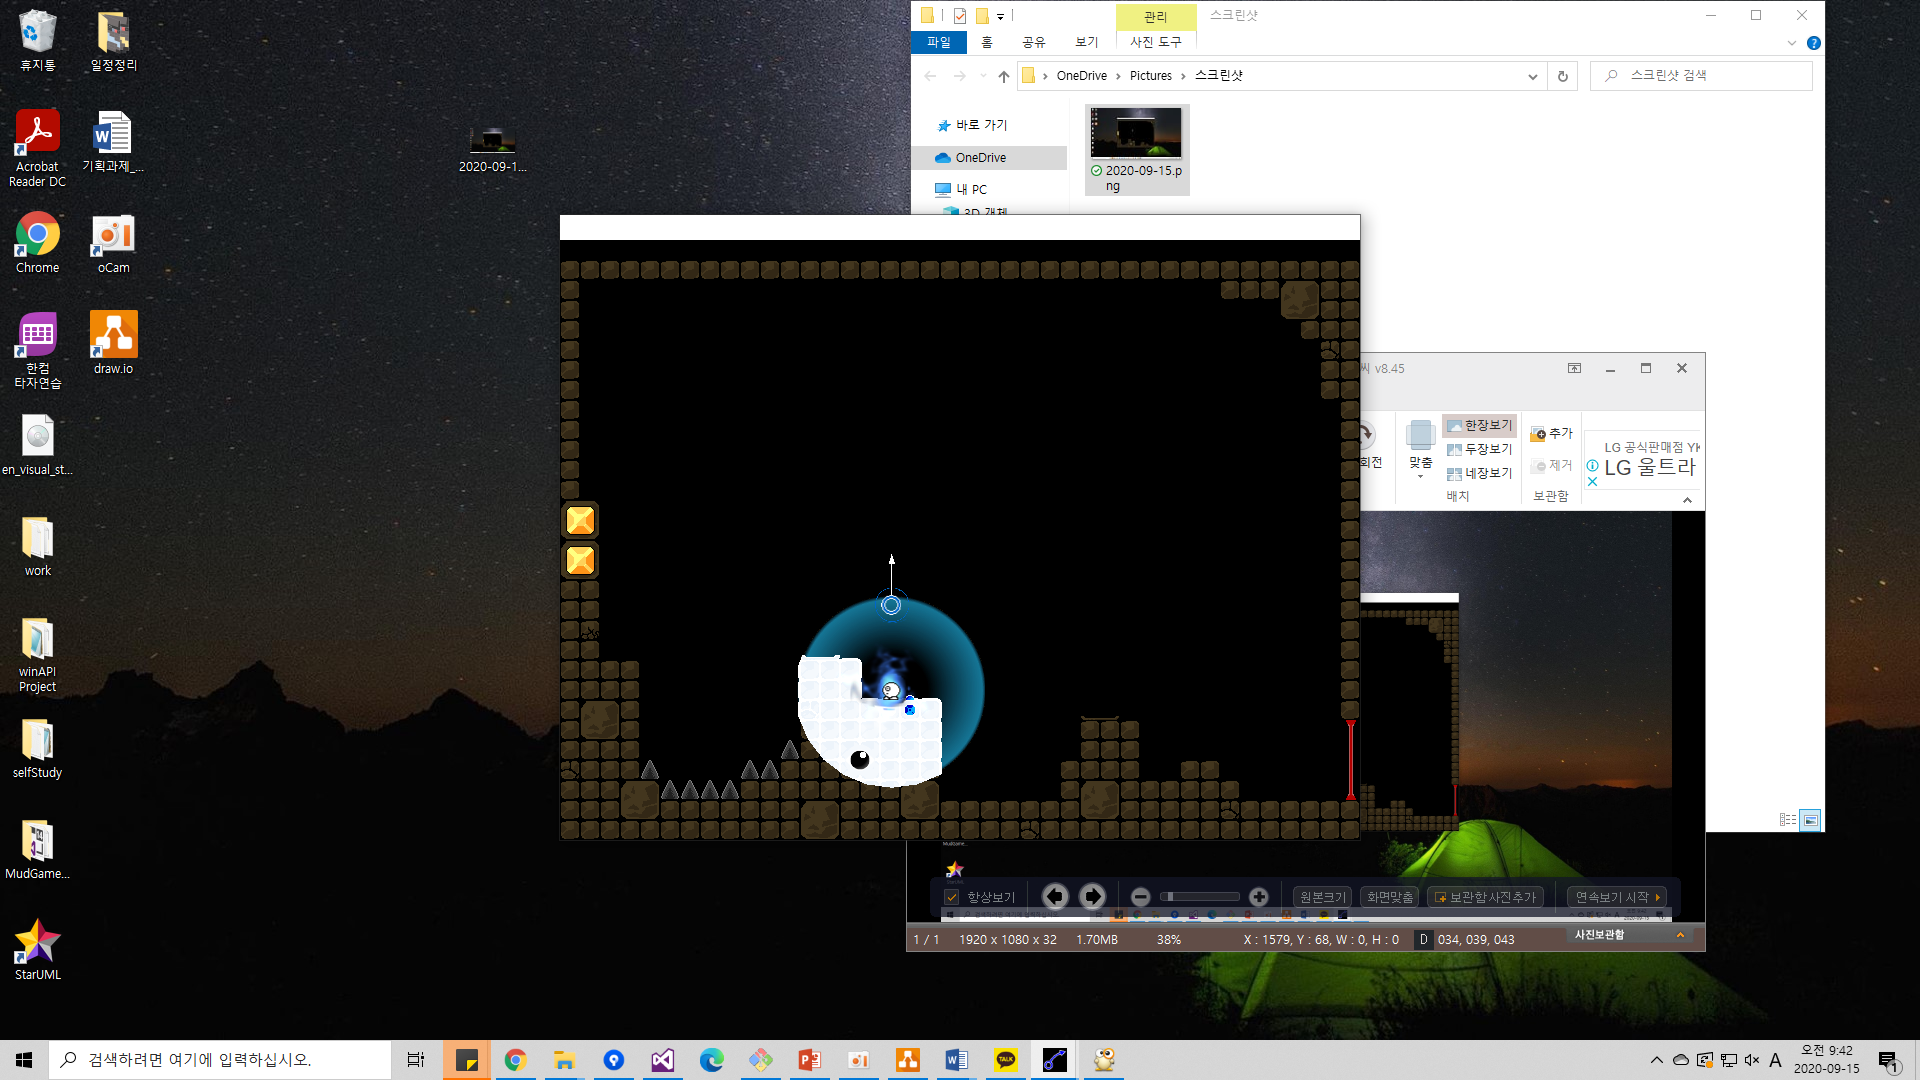 휴지통
일정정리
Acrobat
Reader DC
기획과제_...
Chrome
oCam
한컴
타자연습
draw.io
en_visual_st...
work
winAPI
Project
selfStudy
MudGame...
StarUML
2020-09-1...
관리
스크린샷
파일
홈
공유
보기
사진 도구
OneDrive
Pictures
스크린샷
스크린샷 검색
바로 가기
OneDrive
내 PC
3D 개체
2020-09-15.p
ng
씨 v8.45
회전
맞춤
한장보기
두장보기
네장보기
배치
추가
제거
보관함
LG 공식판매점 YK
LG 울트라
MudGame...
항상보기
원본크기
화면맞춤
보관함 사진추가
연속보기 시작
1 / 1
1920 x 1080 x 32
1.70MB
38%
X : 1579, Y : 68, W : 0, H : 0
D
034, 039, 043
사진보관함
검색하려면 여기에 입력하십시오.
TALK
A
오전 9:42
2020-09-15
1